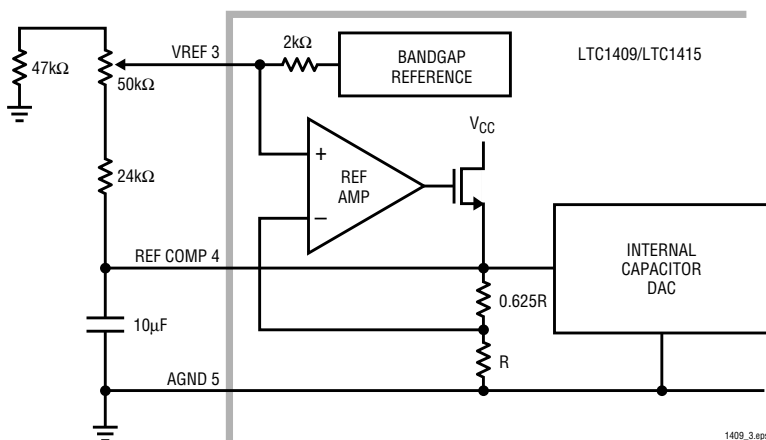 47kΩ
50kΩ
24kΩ
10µF
VREF 3
2kΩ
BANDGAP
REFERENCE
LTC1409/LTC1415
V_CC
+
REF
AMP
−
REF COMP 4
0.625R
R
INTERNAL
CAPACITOR
DAC
AGND 5
1409_3.eps